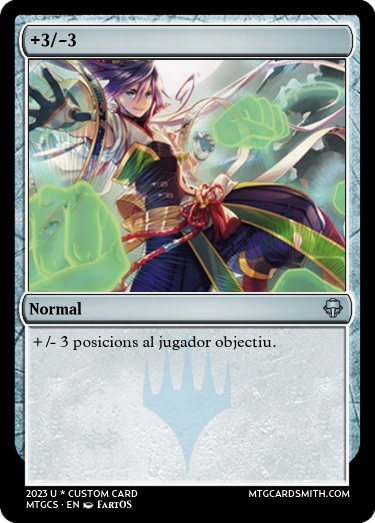 +3/-3
Normal
+/- 3 posicions al jugador objectiu.
2023 U * CUSTOM CARD
MTGCARDSMITH.COM
MTGCS · EN FARTOS